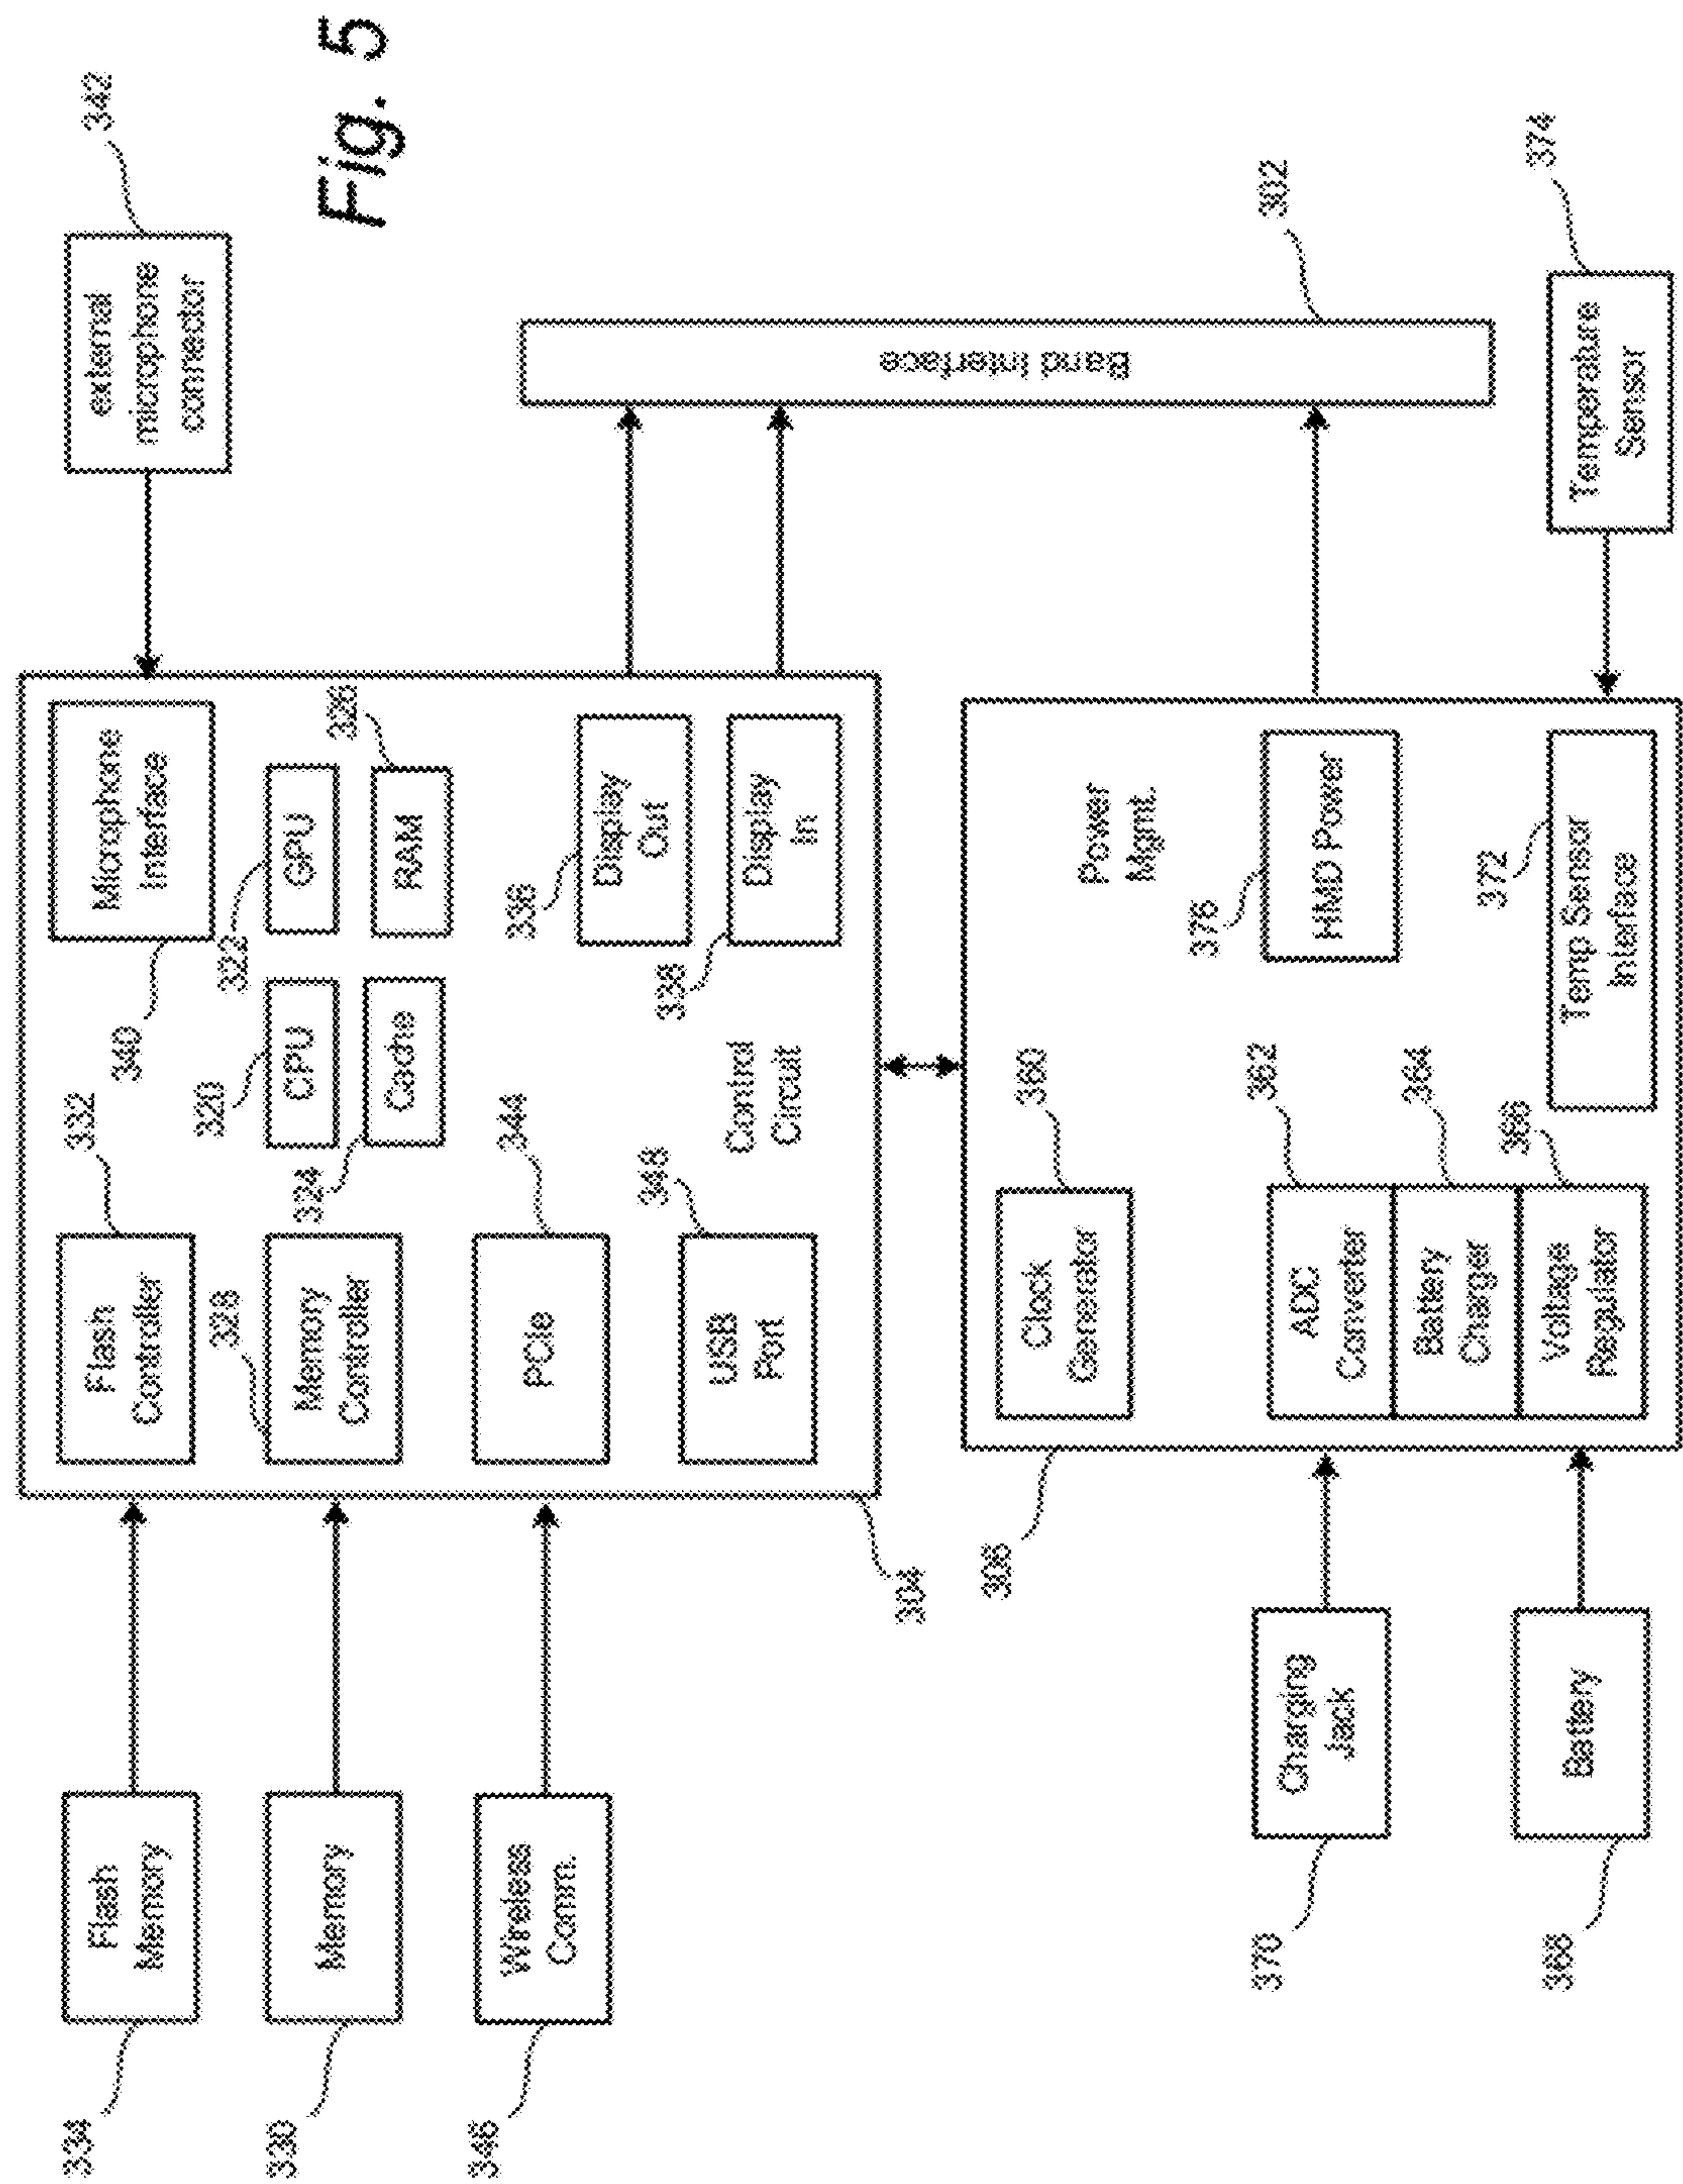 334
Flash
Memory
330
Memory
346
Wireless
Comm.
332
Flash
Controller
328
Memory
Controller
344
PCIe
348
USB
Port
340
Microphone
Interface
320
CPU
322
GPU
324
Cache
326
RAM
336
Display
Out
338
Display
In
Control
Circuit
304
342
external
microphone
connector
Band Interface
302
370
Charging
Jack
368
Battery
306
360
Clock
Generator
362
ADC
Converter
364
Battery
Charger
366
Voltage
Regulator
Power
Mgmt.
376
HMD Power
372
Temp Sensor
Interface
374
Temperature
Sensor
Fig. 5